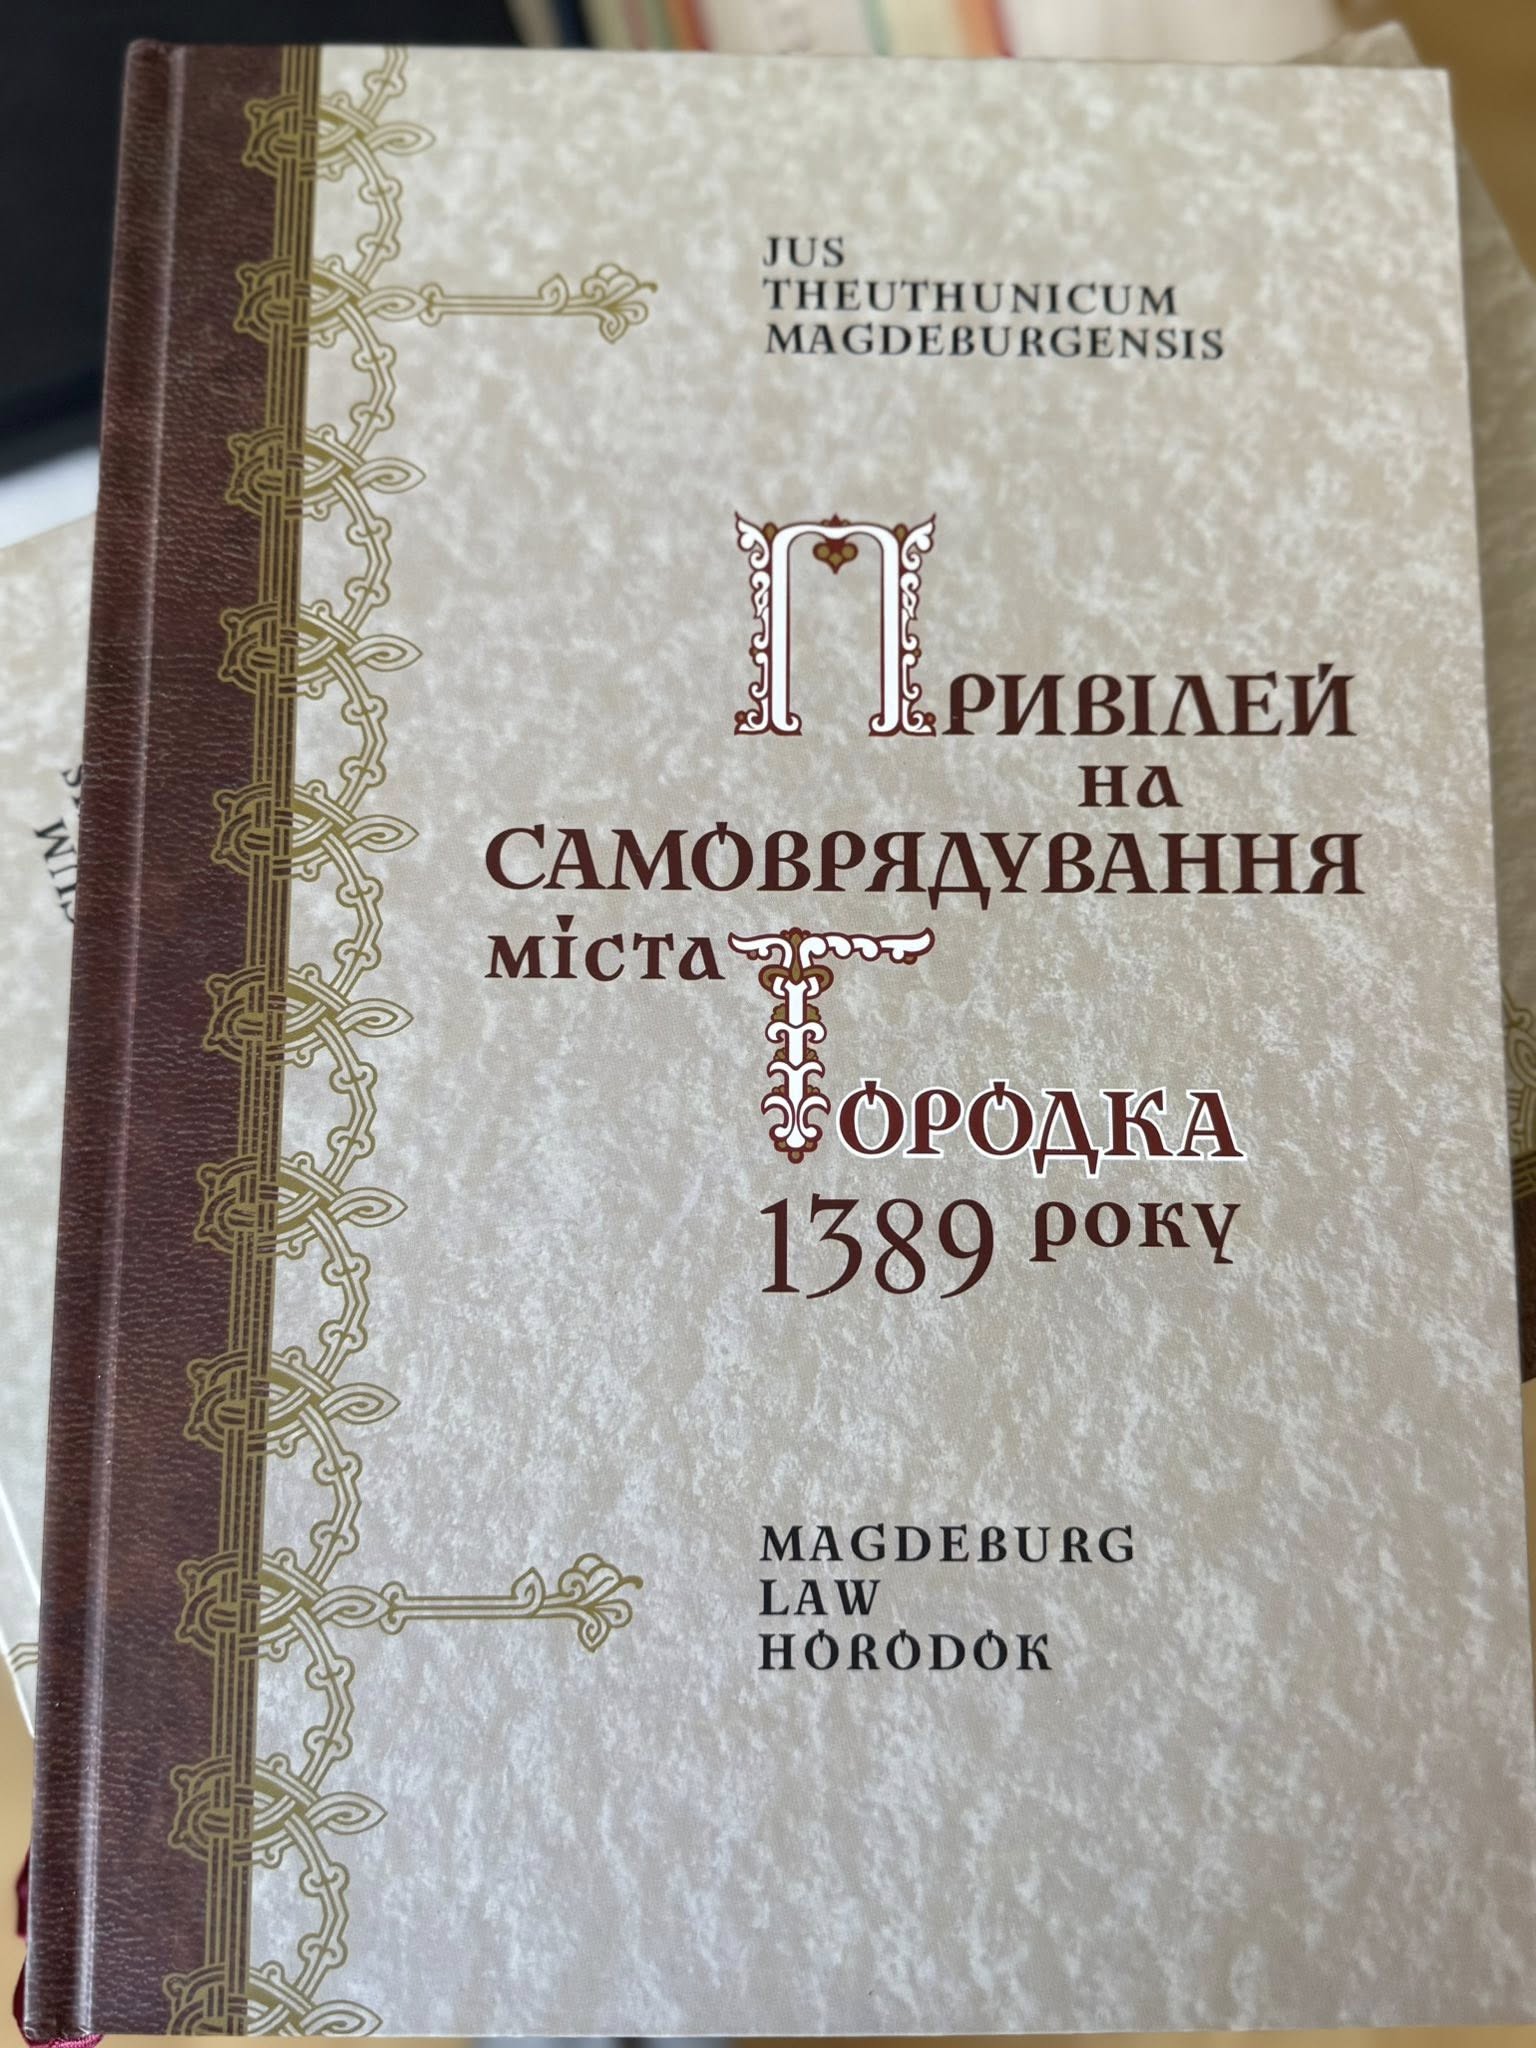 JUS
THEUTHUNICUM
MAGDEBURGENSIS
ПРИВІЛЕЙ
на
САМОВРЯДУВАННЯ
міста ГОРОДКА
1389 року
MAGDEBURG
LAW
HORODOK